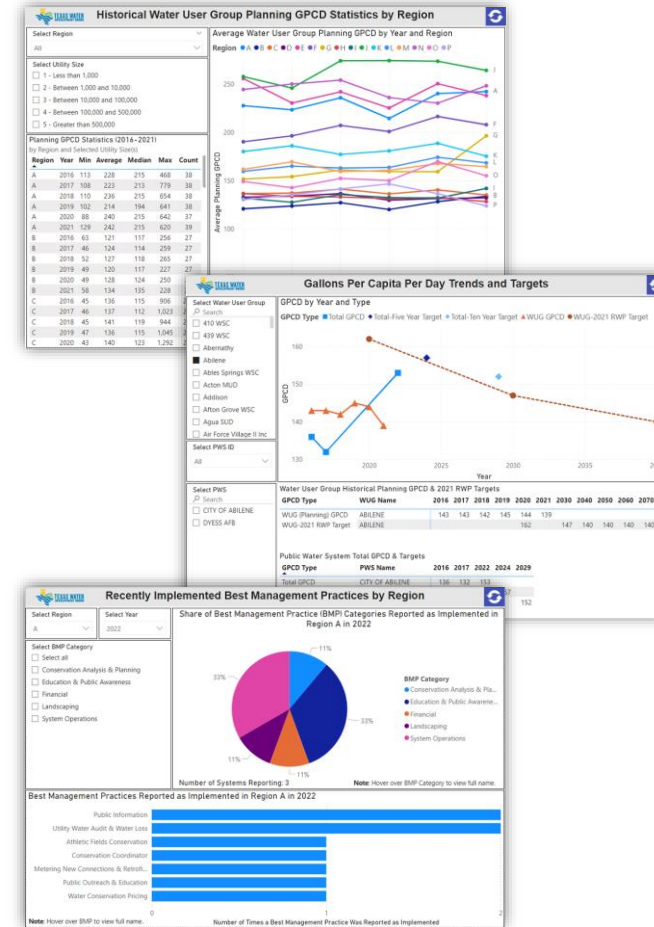 TEXAS WATER
Historical Water User Group Planning GPCD Statistics by Region
Select Region
All
Select Utility Size
1 - Less than 1,000
2 - Between 1,000 and 10,000
3 - Between 10,000 and 100,000
4 - Between 100,000 and 500,000
5 - Greater than 500,000
Planning GPCD Statistics (2016-2021)
by Region and Selected Utility Size(s)
Region Year Min Average Median Max Count
A 2016 113 228 215 468 38
A 2017 108 223 213 779 38
A 2018 110 236 215 654 38
A 2019 102 214 194 641 38
A 2020 88 240 215 642 37
A 2021 129 242 215 620 39
B 2016 63 121 117 256 27
B 2017 46 124 114 259 27
B 2018 52 127 118 265 27
B 2019 49 120 117 227 27
B 2020 49 128 124 250
B 2021 58 134 135 228
C 2016 45 136 115 906
C 2017 46 137 112 1,023
C 2018 45 141 119 944
C 2019 47 136 115 1,045
C 2020 43 140 123 1,292
Average Water User Group Planning GPCD by Year and Region
Region A B C D E F G H I J K L M N O P
Average Planning GPCD
250
200
150
100
J
A
F
G
K
L
O
I
B
P
TEXAS WATER
Gallons Per Capita Per Day Trends and Targets
Select Water User Group
Search
410 WSC
439 WSC
Abernathy
Abilene
Ables Springs WSC
Acton MUD
Addison
Afton Grove WSC
Agua SUD
Air Force Village II Inc
Select PWS ID
All
Select PWS
Search
CITY OF ABILENE
DYESS AFB
GPCD by Year and Type
GPCD Type Total GPCD Total-Five Year Target Total-Ten Year Target WUG GPCD WUG-2021 RWP Target
GPCD
160
150
140
130
2020 2025 2030 2035
Year
Water User Group Historical Planning GPCD & 2021 RWP Targets
GPCD Type WUG Name 2016 2017 2018 2019 2020 2021 2030 2040 2050 2060 2070
WUG (Planning) GPCD ABILENE 143 143 142 145 144 139
WUG-2021 RWP Target ABILENE 162 147 140 140 140 140
Public Water System Total GPCD & Targets
GPCD Type PWS Name 2016 2017 2022 2024 2029
Total GPCD CITY OF ABILENE 136 132 153
152
TEXAS WATER
Recently Implemented Best Management Practices by Region
Select Region
A
Select Year
2022
Select BMP Category
Select all
Conservation Analysis & Planning
Education & Public Awareness
Financial
Landscaping
System Operations
Share of Best Management Practice (BMP) Categories Reported as Implemented in
Region A in 2022
11%
33%
33%
11%
11%
BMP Category
Conservation Analysis & Pla...
Education & Public Awarene...
Financial
Landscaping
System Operations
Number of Systems Reporting: 3
Note: Hover over BMP Category to view full name.
Best Management Practices Reported as Implemented in Region A in 2022
Public Information
Utility Water Audit & Water Loss
Athletic Fields Conservation
Conservation Coordinator
Metering New Connections & Retrofi...
Public Outreach & Education
Water Conservation Pricing
0 1 2
Note: Hover over BMP to view full name.
Number of Times a Best Management Practice Was Reported as Implemented